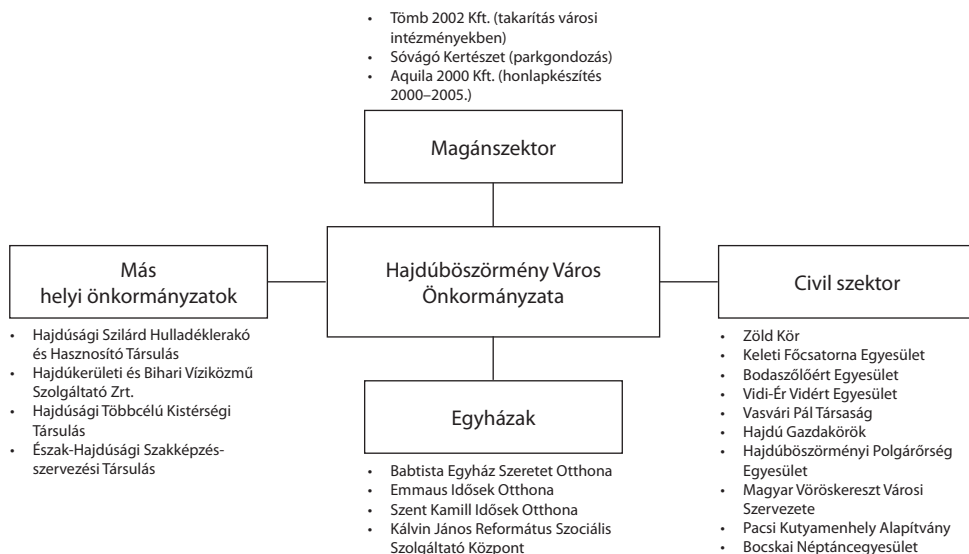 • Tömb 2002 Kft. (takarítás városi
intézményekben)
• Sóvágó Kertészet (parkgondozás)
• Aquila 2000 Kft. (honlapkészítés
2000–2005.)
Magánszektor
Más
helyi önkormányzatok
• Hajdúsági Szilárd Hulladéklerakó
és Hasznosító Társulás
• Hajdúkerületi és Bihari Víziközmű
Szolgáltató Zrt.
• Hajdúsági Többcélú Kistérségi
Társulás
• Észak-Hajdúsági Szakképzés-
szervezési Társulás
Hajdúböszörmény Város
Önkormányzata
Egyházak
• Babtista Egyház Szeretet Otthona
• Emmaus Idősek Otthona
• Szent Kamill Idősek Otthona
• Kálvin János Református Szociális
Szolgáltató Központ
Civil szektor
• Zöld Kör
• Keleti Főcsatorna Egyesület
• Bodaszőlőért Egyesület
• Vidi-Ér Vidért Egyesület
• Vasvári Pál Társaság
• Hajdú Gazdakörök
• Hajdúböszörményi Polgárőrség
Egyesület
• Magyar Vöröskereszt Városi
Szervezete
• Pacsi Kutyamenhely Alapítvány
• Bocskai Néptáncegyesület